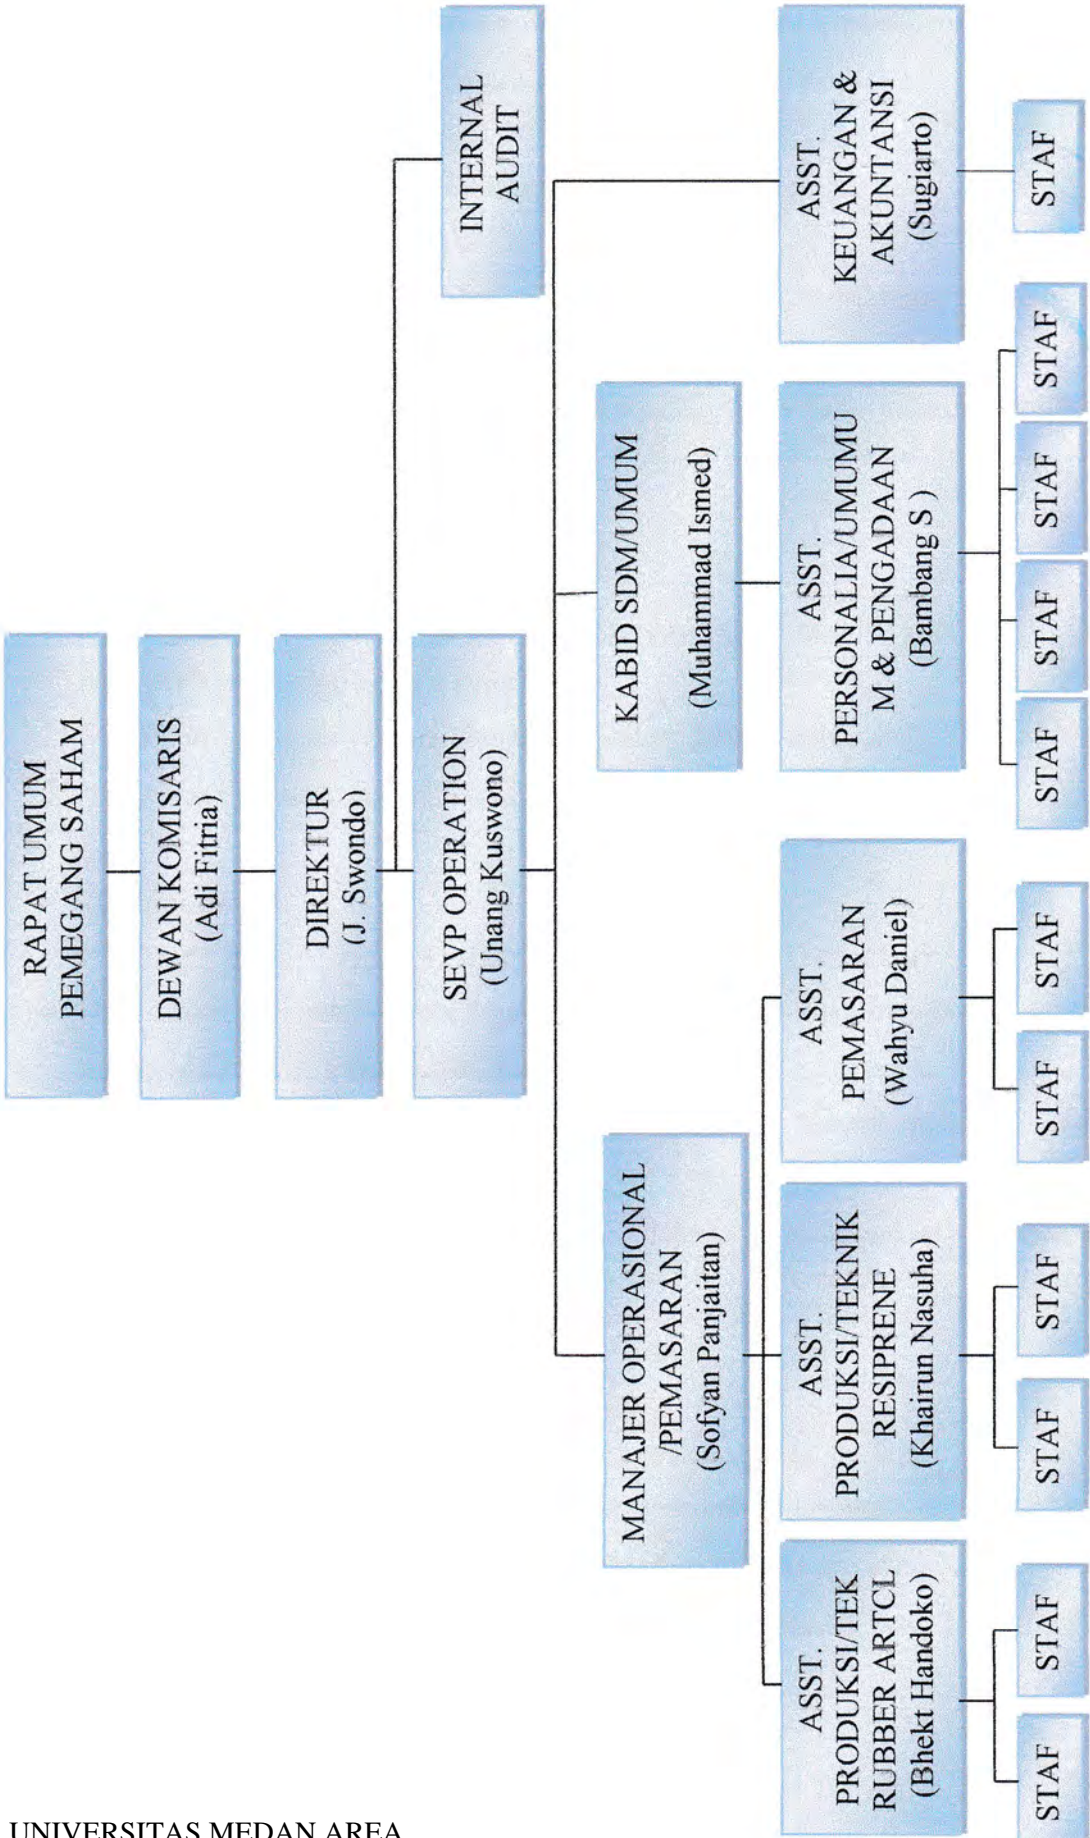 RAPAT UMUM
PEMEGANG SAHAM
DEWAN KOMISARIS
(Adi Fitria)
DIREKTUR
(J. Swondo)
INTERNAL
AUDIT
SEVP OPERATION
(Unang Kuswono)
MANAJER OPERASIONAL
/PEMASARAN
(Sofyan Panjaitan)
KABID SDM/UMUM
(Muhammad Ismed)
ASST.
PRODUKSI/TEK
RUBBER ARTCL
(Bhekt Handoko)
ASST.
PRODUKSI/TEKNIK
RESIPRENE
(Khairun Nasuha)
ASST.
PEMASARAN
(Wahyu Daniel)
ASST.
PERSONALIA/UMUMU
M & PENGADAAN
(Bambang S )
ASST.
KEUANGAN &
AKUNTANSI
(Sugiarto)
STAF
STAF
STAF
STAF
STAF
STAF
STAF
STAF
STAF
STAF
STAF
UNIVERSITAS MEDAN AREA